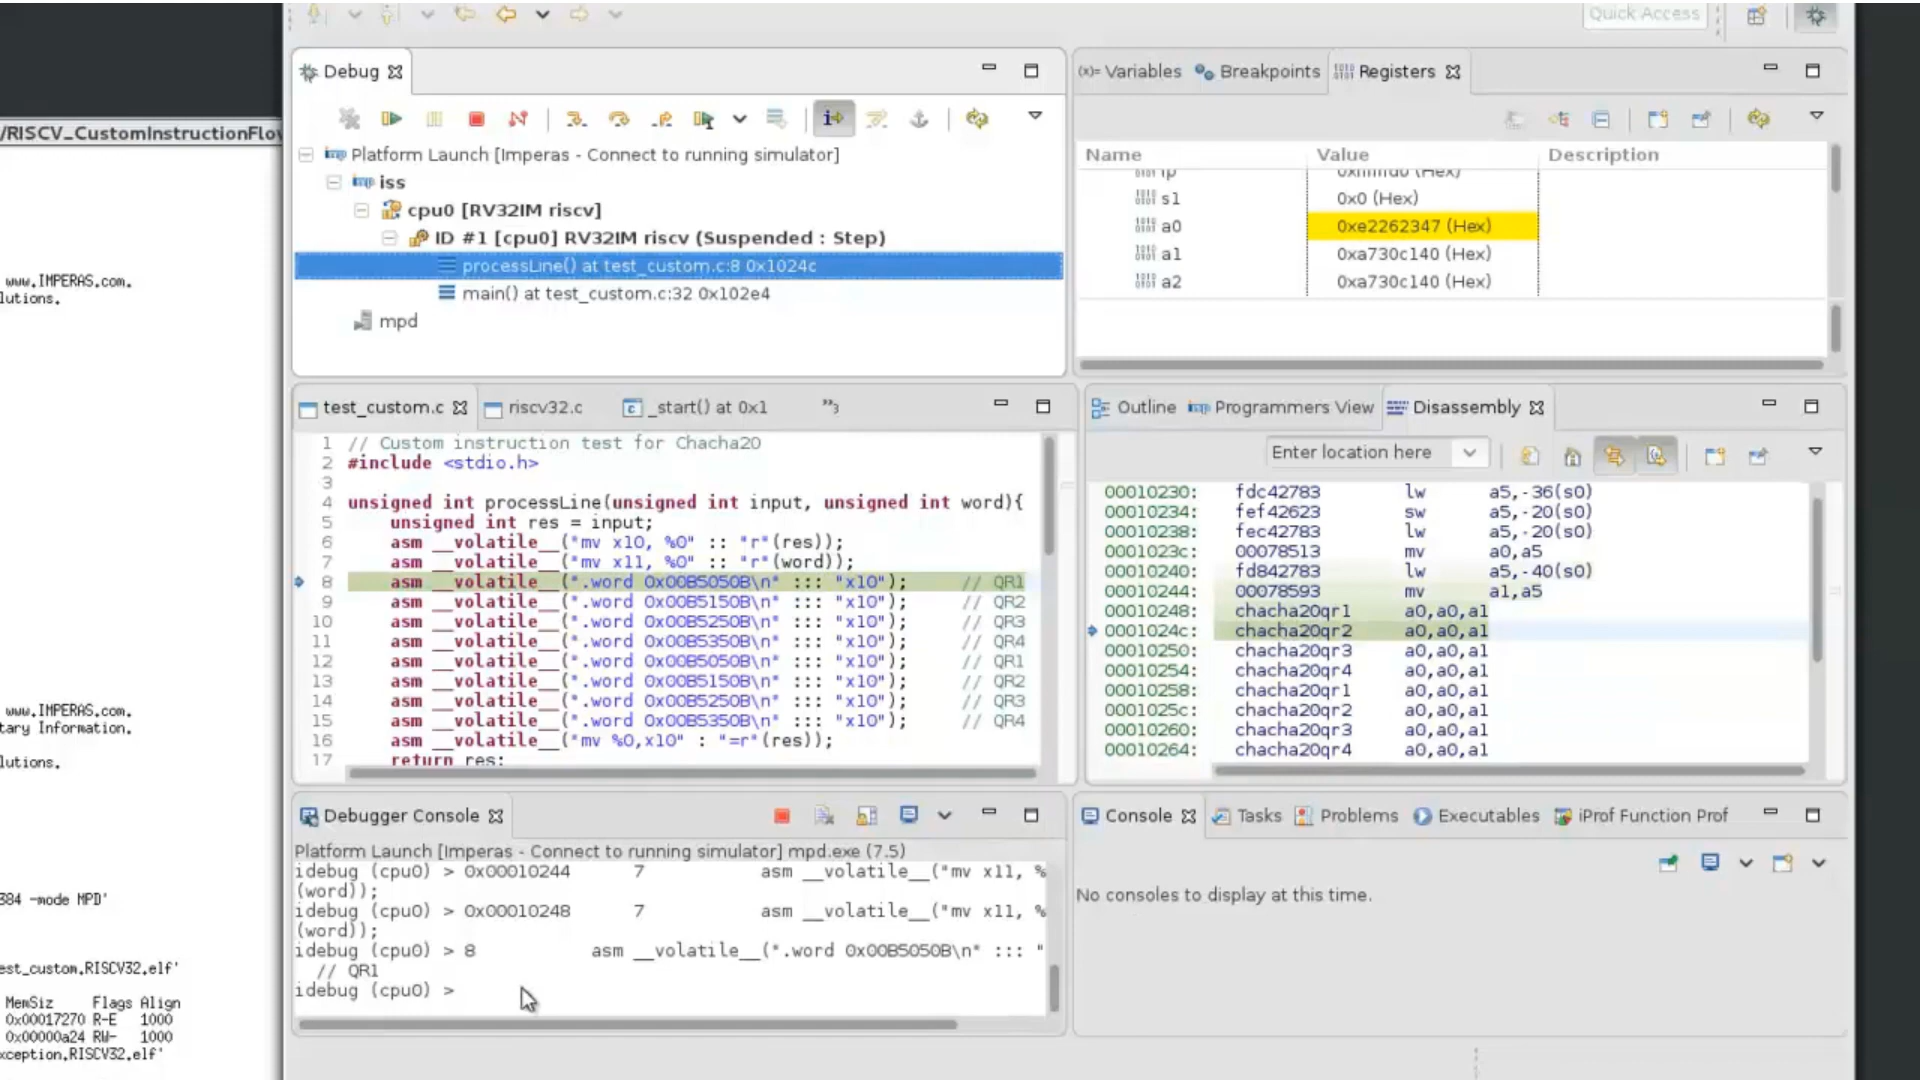 Quick Access
Debug
Variables
Breakpoints
Registers
/RISCV_CustomInstructionFlo
Platform Launch [Imperas - Connect to running simulator]
iss
cpu0 [RV32IM riscv]
ID #1 [cpu0] RV32IM riscv (Suspended : Step)
processLine() at test_custom.c:8 0x1024c
main() at test_custom.c:32 0x102e4
mpd
Name Value Description
s1 0x0 (Hex)
a0 0xe2262347 (Hex)
a1 0xa730c140 (Hex)
a2 0xa730c140 (Hex)
www.IMPERAS.com.
lutions.
www.IMPERAS.com.
tary Information.
lutions.
384 -mode MPD'
est_custom.RISCV32.elf'
MemSiz Flags Align
0x00017270 R-E 1000
0x00000a24 RW- 1000
xception.RISCV32.elf'
test_custom.c riscv32.c _start() at 0x1 »3
1 // Custom instruction test for Chacha20
2 #include <stdio.h>
3
4 unsigned int processLine(unsigned int input, unsigned int word){
5 unsigned int res = input;
6 asm __volatile__("mv x10, %0" :: "r"(res));
7 asm __volatile__("mv x11, %0" :: "r"(word));
8 asm __volatile__(".word 0x00B5050B\n" ::: "x10"); // QR1
9 asm __volatile__(".word 0x00B5150B\n" ::: "x10"); // QR2
10 asm __volatile__(".word 0x00B5250B\n" ::: "x10"); // QR3
11 asm __volatile__(".word 0x00B5350B\n" ::: "x10"); // QR4
12 asm __volatile__(".word 0x00B5050B\n" ::: "x10"); // QR1
13 asm __volatile__(".word 0x00B5150B\n" ::: "x10"); // QR2
14 asm __volatile__(".word 0x00B5250B\n" ::: "x10"); // QR3
15 asm __volatile__(".word 0x00B5350B\n" ::: "x10"); // QR4
16 asm __volatile__("mv %0,x10" : "=r"(res));
17 return res;
Outline Programmers View Disassembly
Enter location here
00010230: fdc42783 lw a5,-36(s0)
00010234: fef42623 sw a5,-20(s0)
00010238: fec42783 lw a5,-20(s0)
0001023c: 00078513 mv a0,a5
00010240: fd842783 lw a5,-40(s0)
00010244: 00078593 mv a1,a5
00010248: chacha20qr1 a0,a0,a1
0001024c: chacha20qr2 a0,a0,a1
00010250: chacha20qr3 a0,a0,a1
00010254: chacha20qr4 a0,a0,a1
00010258: chacha20qr1 a0,a0,a1
0001025c: chacha20qr2 a0,a0,a1
00010260: chacha20qr3 a0,a0,a1
00010264: chacha20qr4 a0,a0,a1
Debugger Console
Platform Launch [Imperas - Connect to running simulator] mpd.exe (7.5)
idebug (cpu0) > 0x00010244 7 asm __volatile__("mv x11, %
(word));
idebug (cpu0) > 0x00010248 7 asm __volatile__("mv x11, %
(word));
idebug (cpu0) > 8 asm __volatile__(".word 0x00B5050B\n" ::: "
// QR1
idebug (cpu0) >
Console Tasks Problems Executables iProf Function Prof
No consoles to display at this time.